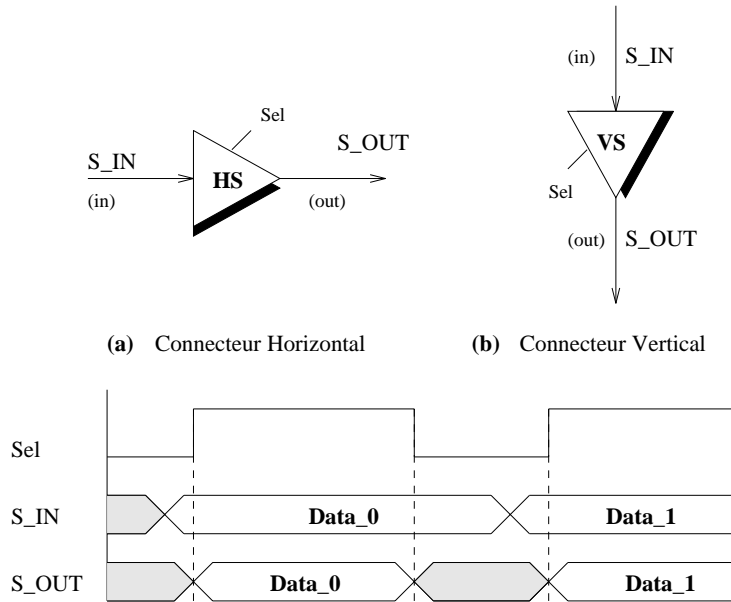 Sel
S_IN
HS
S_OUT
(in)
(out)
(in)
S_IN
VS
Sel
(out)
S_OUT
(a) Connecteur Horizontal
(b) Connecteur Vertical
Sel
S_IN
Data_0
Data_1
S_OUT
Data_0
Data_1